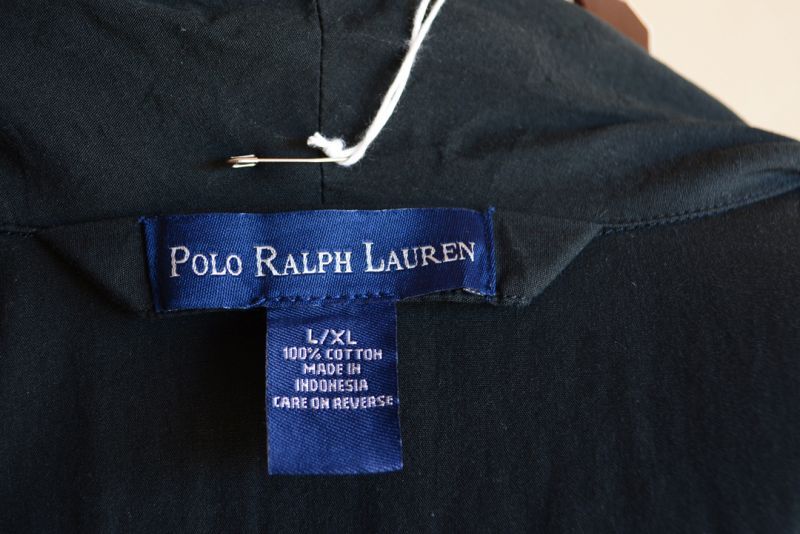 POLO RALPH LAUREN
L/XL
100% COTTON
MADE IN
INDONESIA
CARE ON REVERSE